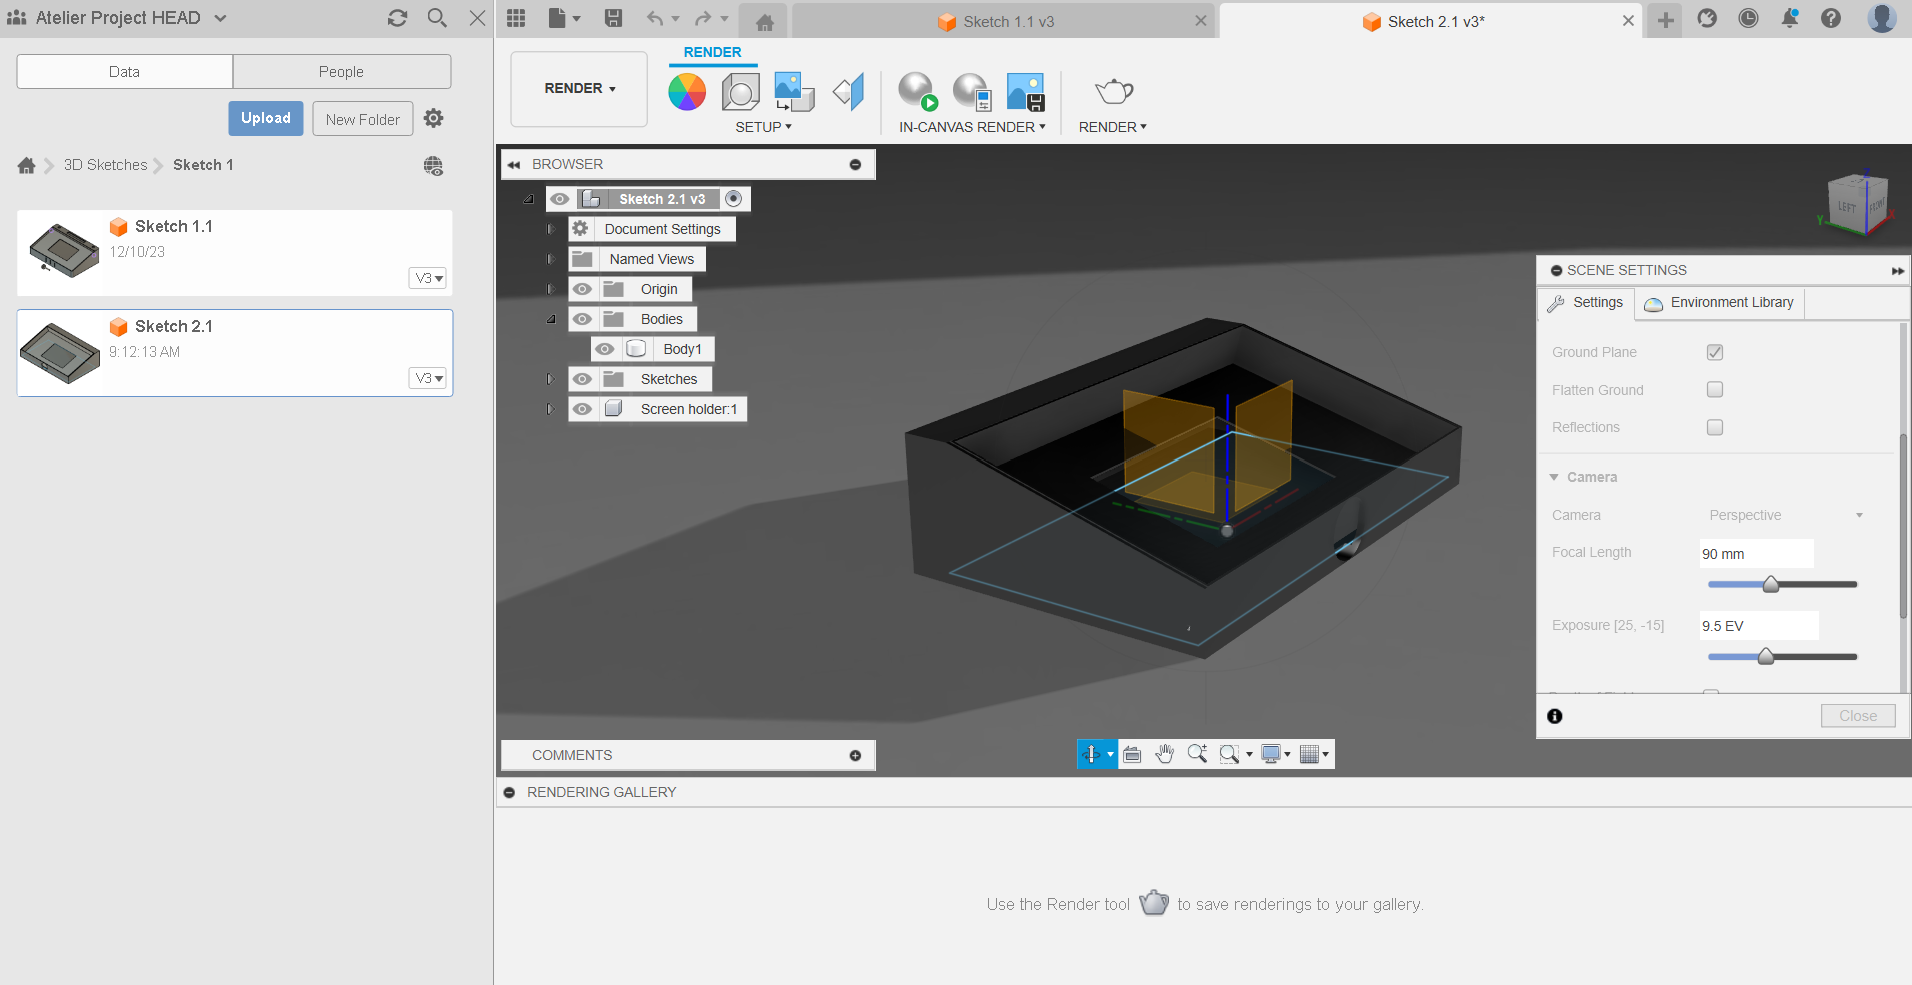 Atelier Project HEAD
Data
People
Upload
New Folder
3D Sketches
Sketch 1
Sketch 1.1
12/10/23
V3
Sketch 2.1
9:12:13 AM
V3
Sketch 1.1 v3
Sketch 2.1 v3*
RENDER
RENDER
SETUP
IN-CANVAS RENDER
RENDER
BROWSER
Sketch 2.1 v3
Document Settings
Named Views
Origin
Bodies
Body1
Sketches
Screen holder:1
Z
LEFT
FRONT
Y
X
SCENE SETTINGS
Settings
Environment Library
Ground Plane
Flatten Ground
Reflections
Camera
Camera
Perspective
Focal Length
90 mm
Exposure [25, -15]
9.5 EV
Close
COMMENTS
RENDERING GALLERY
Use the Render tool to save renderings to your gallery.